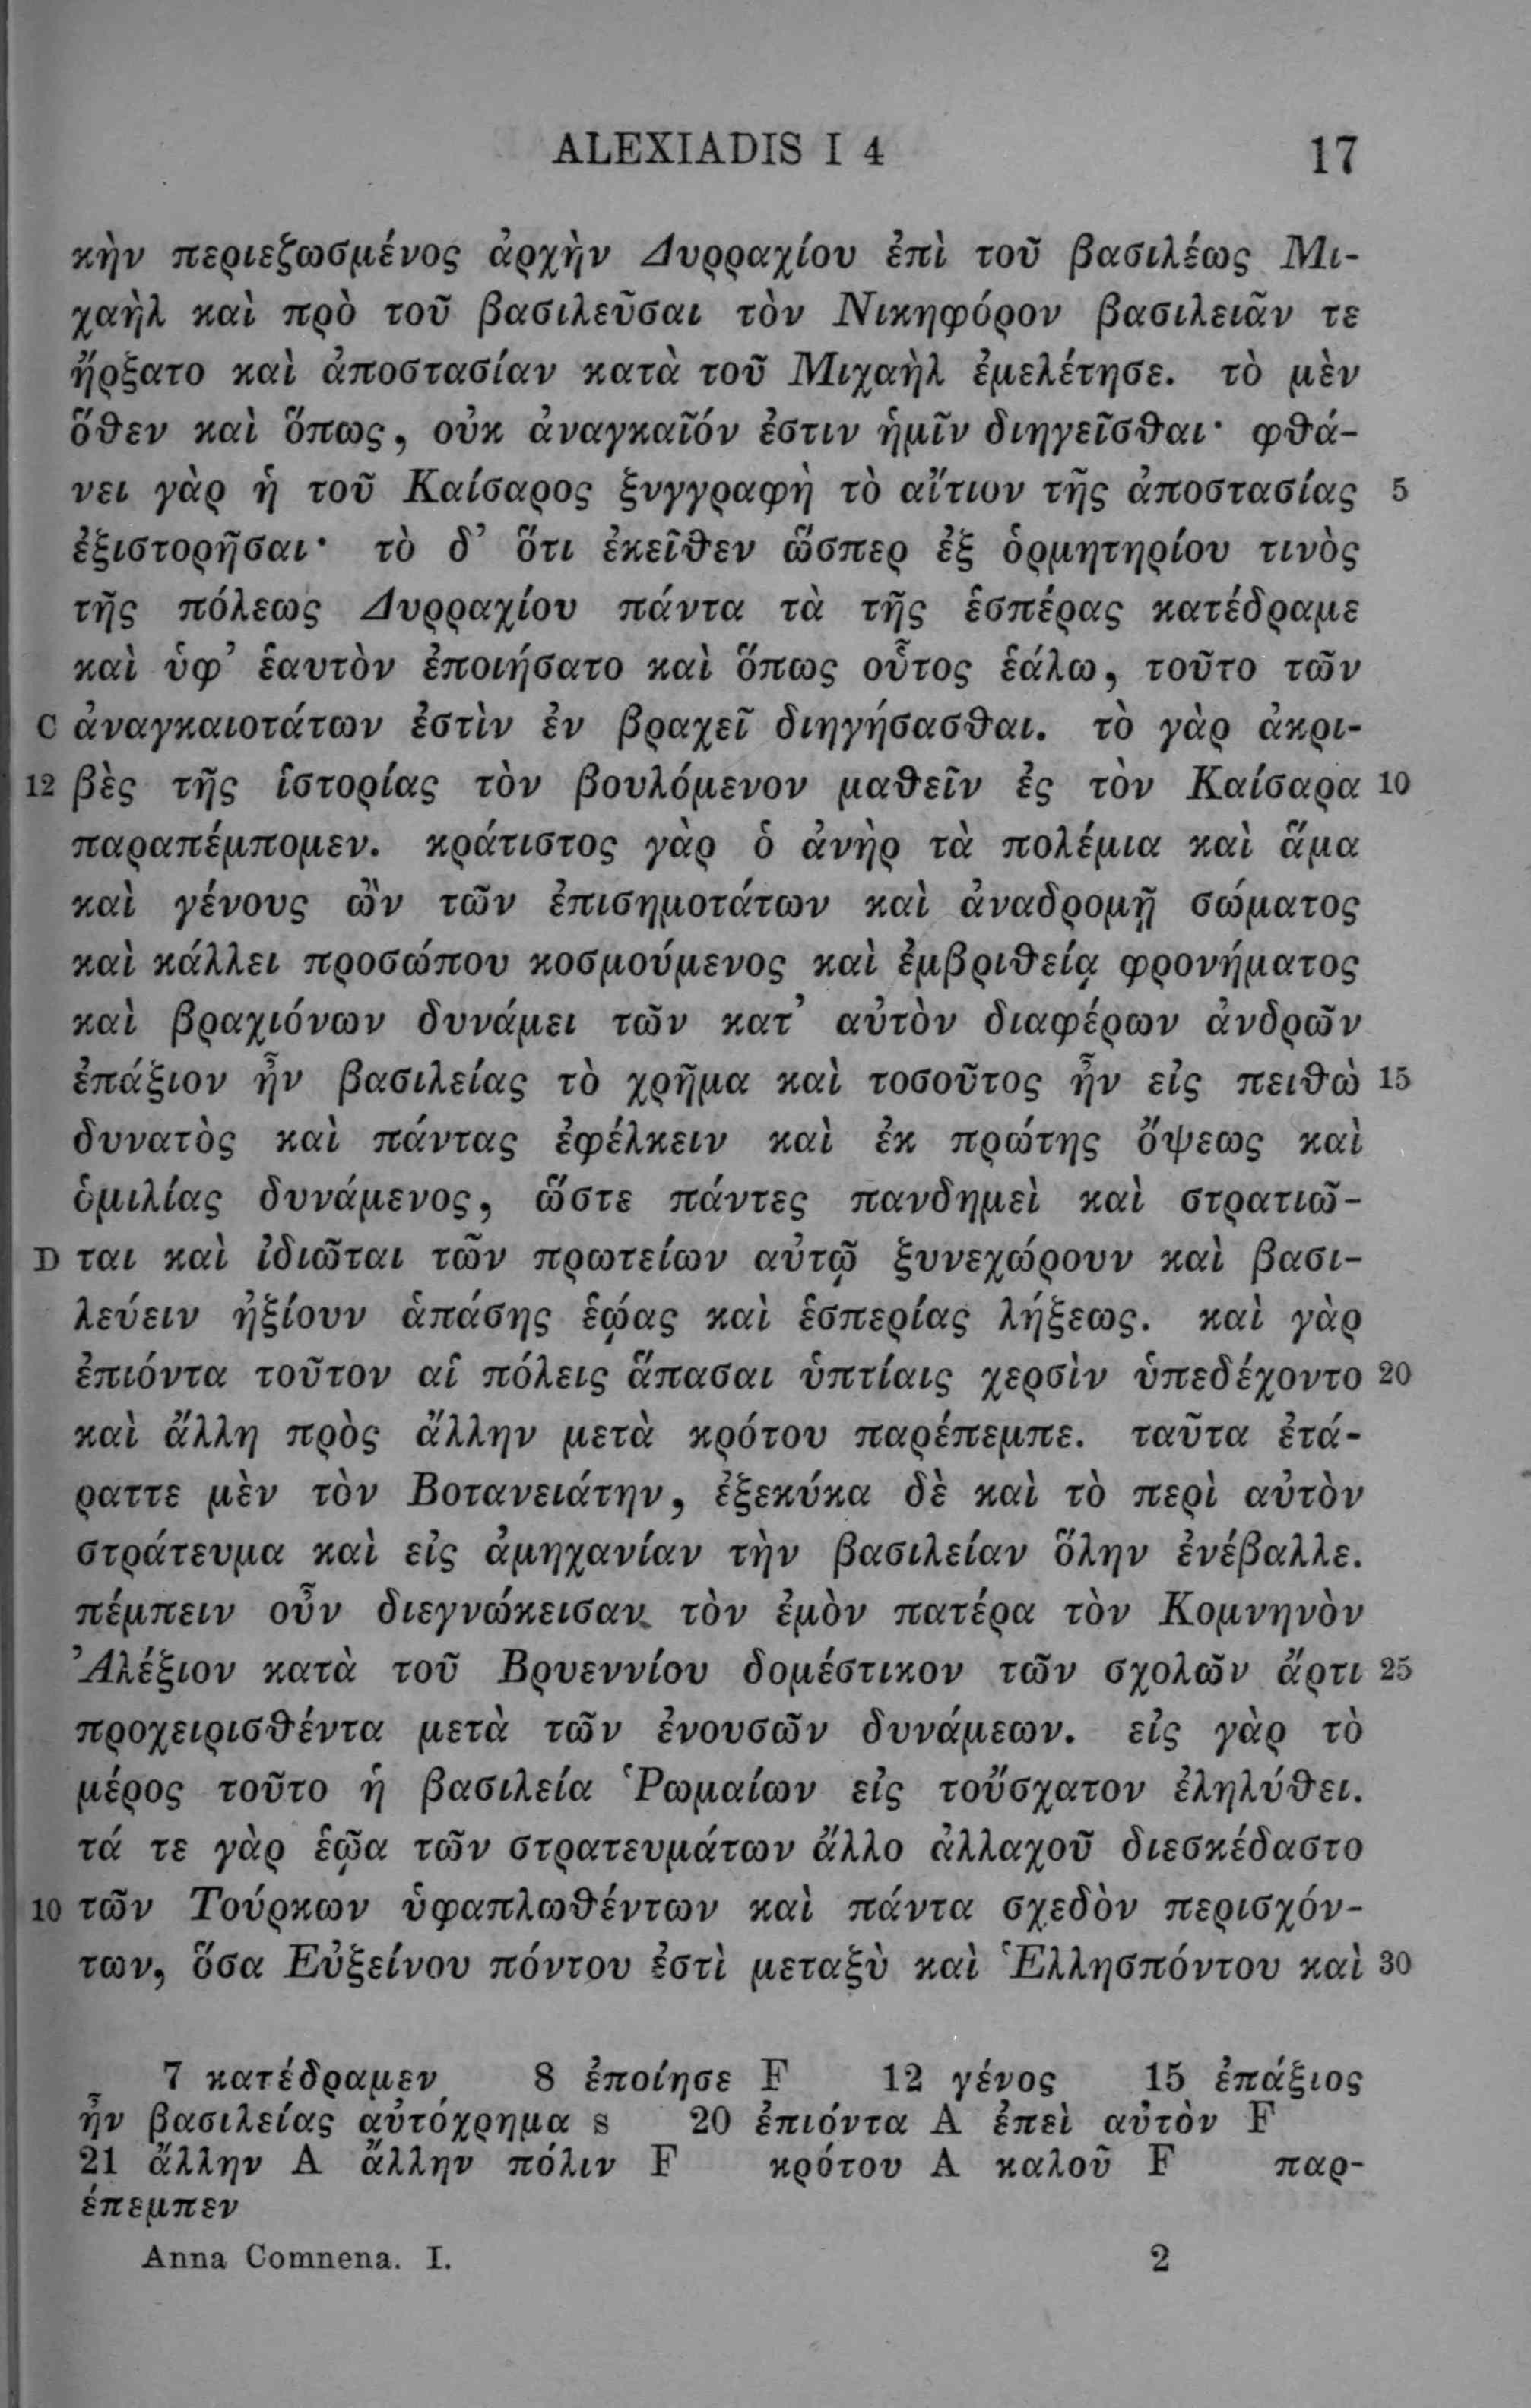 ALEXIADIS I 4 17
κὴν περιεζωσμένος ἀρχὴν Δυρραχίου ἐπὶ τοῦ βασιλέως Μι-
χαὴλ καὶ πρὸ τοῦ βασιλεῦσαι τὸν Νικηφόρον βασιλειᾶν τε
ἤρξατο καὶ ἀποστασίαν κατὰ τοῦ Μιχαὴλ ἐμελέτησε. τὸ μὲν
ὅθεν καὶ ὅπως, οὐκ ἀναγκαῖόν ἐστιν ἡμῖν διηγεῖσθαι· φθά-
νει γὰρ ἡ τοῦ Καίσαρος ξυγγραφὴ τὸ αἴτιον τῆς ἀποστασίας 5
ἐξιστορῆσαι· τὸ δ’ ὅτι ἐκεῖθεν ὥσπερ ἐξ ὁρμητηρίου τινὸς
τῆς πόλεως Δυρραχίου πάντα τὰ τῆς ἑσπέρας κατέδραμε
καὶ ὑφ’ ἑαυτὸν ἐποιήσατο καὶ ὅπως οὗτος ἑάλω, τοῦτο τῶν
C ἀναγκαιοτάτων ἐστὶν ἐν βραχεῖ διηγήσασθαι. τὸ γὰρ ἀκρι-
12 βὲς τῆς ἱστορίας τὸν βουλόμενον μαθεῖν ἐς τὸν Καίσαρα 10
παραπέμπομεν. κράτιστος γὰρ ὁ ἀνὴρ τὰ πολέμια καὶ ἅμα
καὶ γένους ὢν τῶν ἐπισημοτάτων καὶ ἀναδρομῇ σώματος
καὶ κάλλει προσώπου κοσμούμενος καὶ ἐμβριθείᾳ φρονήματος
καὶ βραχιόνων δυνάμει τῶν κατ’ αὐτὸν διαφέρων ἀνδρῶν
ἐπάξιον ἦν βασιλείας τὸ χρῆμα καὶ τοσοῦτος ἦν εἰς πειθὼ 15
δυνατὸς καὶ πάντας ἐφέλκειν καὶ ἐκ πρώτης ὄψεως καὶ
ὁμιλίας δυνάμενος, ὥστε πάντες πανδημεὶ καὶ στρατιῶ-
D ται καὶ ἰδιῶται τῶν πρωτείων αὐτῷ ξυνεχώρουν καὶ βασι-
λεύειν ἠξίουν ἁπάσης ἑῴας καὶ ἑσπερίας λήξεως. καὶ γὰρ
ἐπιόντα τοῦτον αἱ πόλεις ἅπασαι ὑπτίαις χερσὶν ὑπεδέχοντο 20
καὶ ἄλλη πρὸς ἄλλην μετὰ κρότου παρέπεμπε. ταῦτα ἐτά-
ραττε μὲν τὸν Βοτανειάτην, ἐξεκύκα δὲ καὶ τὸ περὶ αὐτὸν
στράτευμα καὶ εἰς ἀμηχανίαν τὴν βασιλείαν ὅλην ἐνέβαλλε.
πέμπειν οὖν διεγνώκεισαν τὸν ἐμὸν πατέρα τὸν Κομνηνὸν
Ἀλέξιον κατὰ τοῦ Βρυεννίου δομέστικον τῶν σχολῶν ἄρτι 25
προχειρισθέντα μετὰ τῶν ἐνουσῶν δυνάμεων. εἰς γὰρ τὸ
μέρος τοῦτο ἡ βασιλεία Ῥωμαίων εἰς τοὔσχατον ἐληλύθει.
τά τε γὰρ ἑῷα τῶν στρατευμάτων ἄλλο ἀλλαχοῦ διεσκέδαστο
10 τῶν Τούρκων ὑφαπλωθέντων καὶ πάντα σχεδὸν περισχόν-
των, ὅσα Εὐξείνου πόντου ἐστὶ μεταξὺ καὶ Ἑλλησπόντου καὶ 30
7 κατέδραμεν 8 ἐποίησε F 12 γένος 15 ἐπάξιος
ἦν βασιλείας αὐτόχρημα s 20 ἐπιόντα A ἐπεὶ αὐτὸν F
21 ἄλλην A ἄλλην πόλιν F κρότου A καλοῦ F παρ-
έπεμπεν
Anna Comnena. I. 2